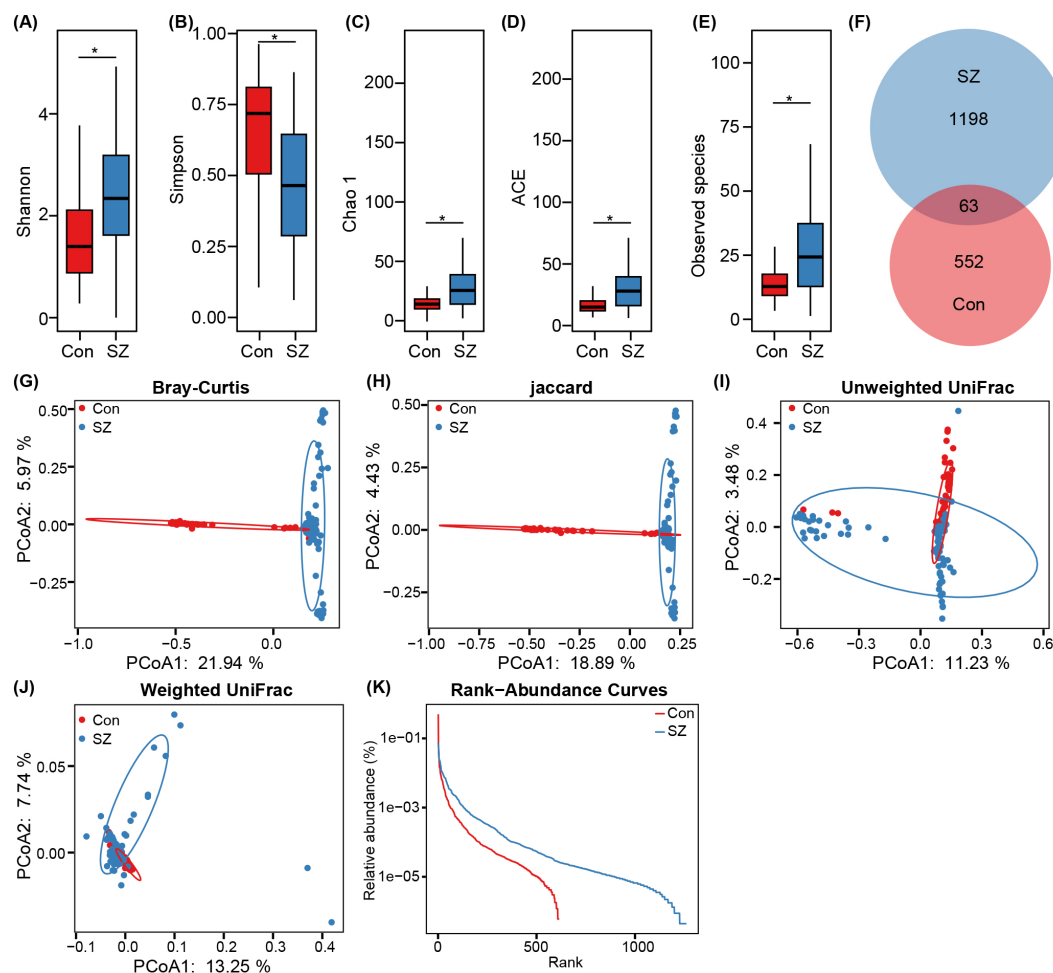 (A)
Shannon
4
2
0
*
Con SZ
(B)
Simpson
1.00
0.75
0.50
0.25
0.00
*
Con SZ
(C)
Chao 1
200
150
100
50
0
*
Con SZ
(D)
ACE
200
150
100
50
0
*
Con SZ
(E)
Observed species
100
75
50
25
0
*
Con SZ
(F)
SZ
1198
63
552
Con
(G)
Bray-Curtis
Con
SZ
PCoA2: 5.97 %
0.50
0.25
0.00
−0.25
−1.0 −0.5 0.0
PCoA1: 21.94 %
(H)
jaccard
Con
SZ
PCoA2: 4.43 %
0.50
0.25
0.00
−0.25
−1.00 −0.75 −0.50 −0.25 0.00 0.25
PCoA1: 18.89 %
(I)
Unweighted UniFrac
Con
SZ
PCoA2: 3.48 %
0.4
0.2
0.0
−0.2
−0.6 −0.3 0.0 0.3 0.6
PCoA1: 11.23 %
(J)
Weighted UniFrac
Con
SZ
PCoA2: 7.74 %
0.05
0.00
−0.1 0.0 0.1 0.2 0.3 0.4
PCoA1: 13.25 %
(K)
Rank−Abundance Curves
Con
SZ
Relative abundance (%)
1e−01
1e−03
1e−05
0 500 1000
Rank